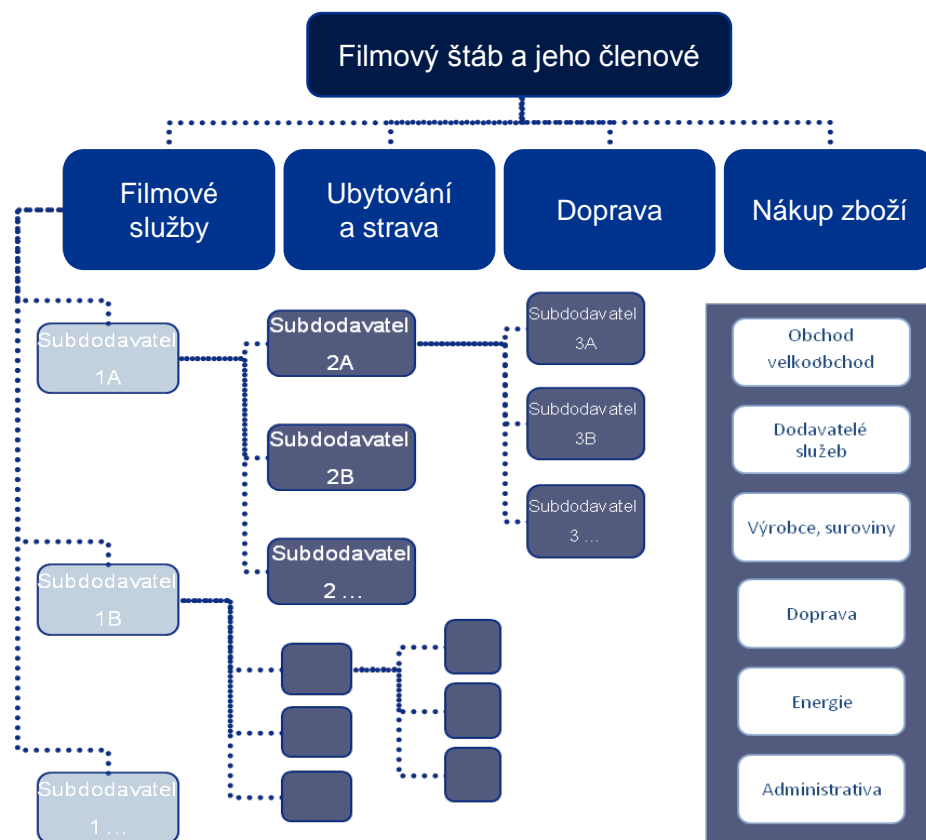 Filmový štáb a jeho členové
Filmové
služby
Ubytování
a strava
Doprava
Nákup zboží
Subdodavatel
1A
Subdodavatel
2A
Subdodavatel
3A
Subdodavatel
2B
Subdodavatel
3B
Subdodavatel
2 ...
Subdodavatel
3 ...
Subdodavatel
1B
Subdodavatel
1 ...
Obchod
velkoobchod
Dodavatelé
služeb
Výrobce, suroviny
Doprava
Energie
Administrativa